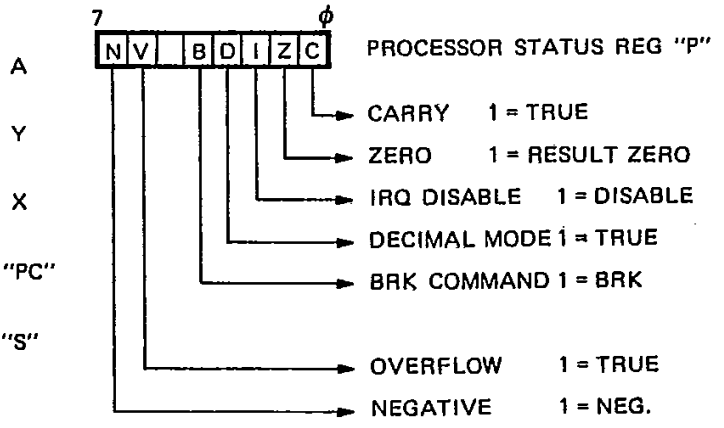 7 ϕ
N V B D I Z C PROCESSOR STATUS REG "P"
A
CARRY 1 = TRUE
Y
ZERO 1 = RESULT ZERO
X
IRQ DISABLE 1 = DISABLE
DECIMAL MODE 1 = TRUE
"PC"
BRK COMMAND 1 = BRK
"S"
OVERFLOW 1 = TRUE
NEGATIVE 1 = NEG.